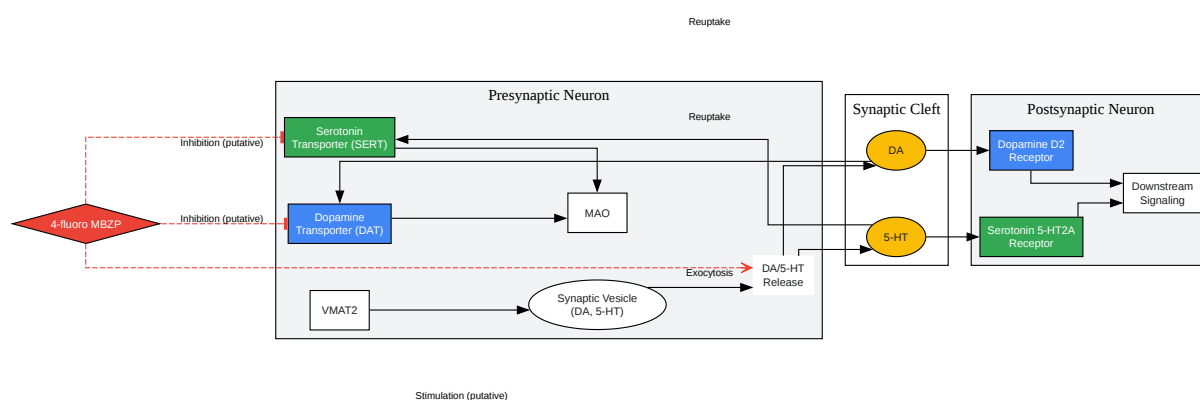 Reuptake
Presynaptic Neuron
Synaptic Cleft
Postsynaptic Neuron
Reuptake
Serotonin
Transporter (SERT)
Inhibition (putative)
DA
Dopamine D2
Receptor
Downstream
Signaling
MAO
4-fluoro MBZP
Inhibition (putative)
Dopamine
Transporter (DAT)
5-HT
Serotonin 5-HT2A
Receptor
Exocytosis
DA/5-HT
Release
VMAT2
Synaptic Vesicle
(DA, 5-HT)
Stimulation (putative)